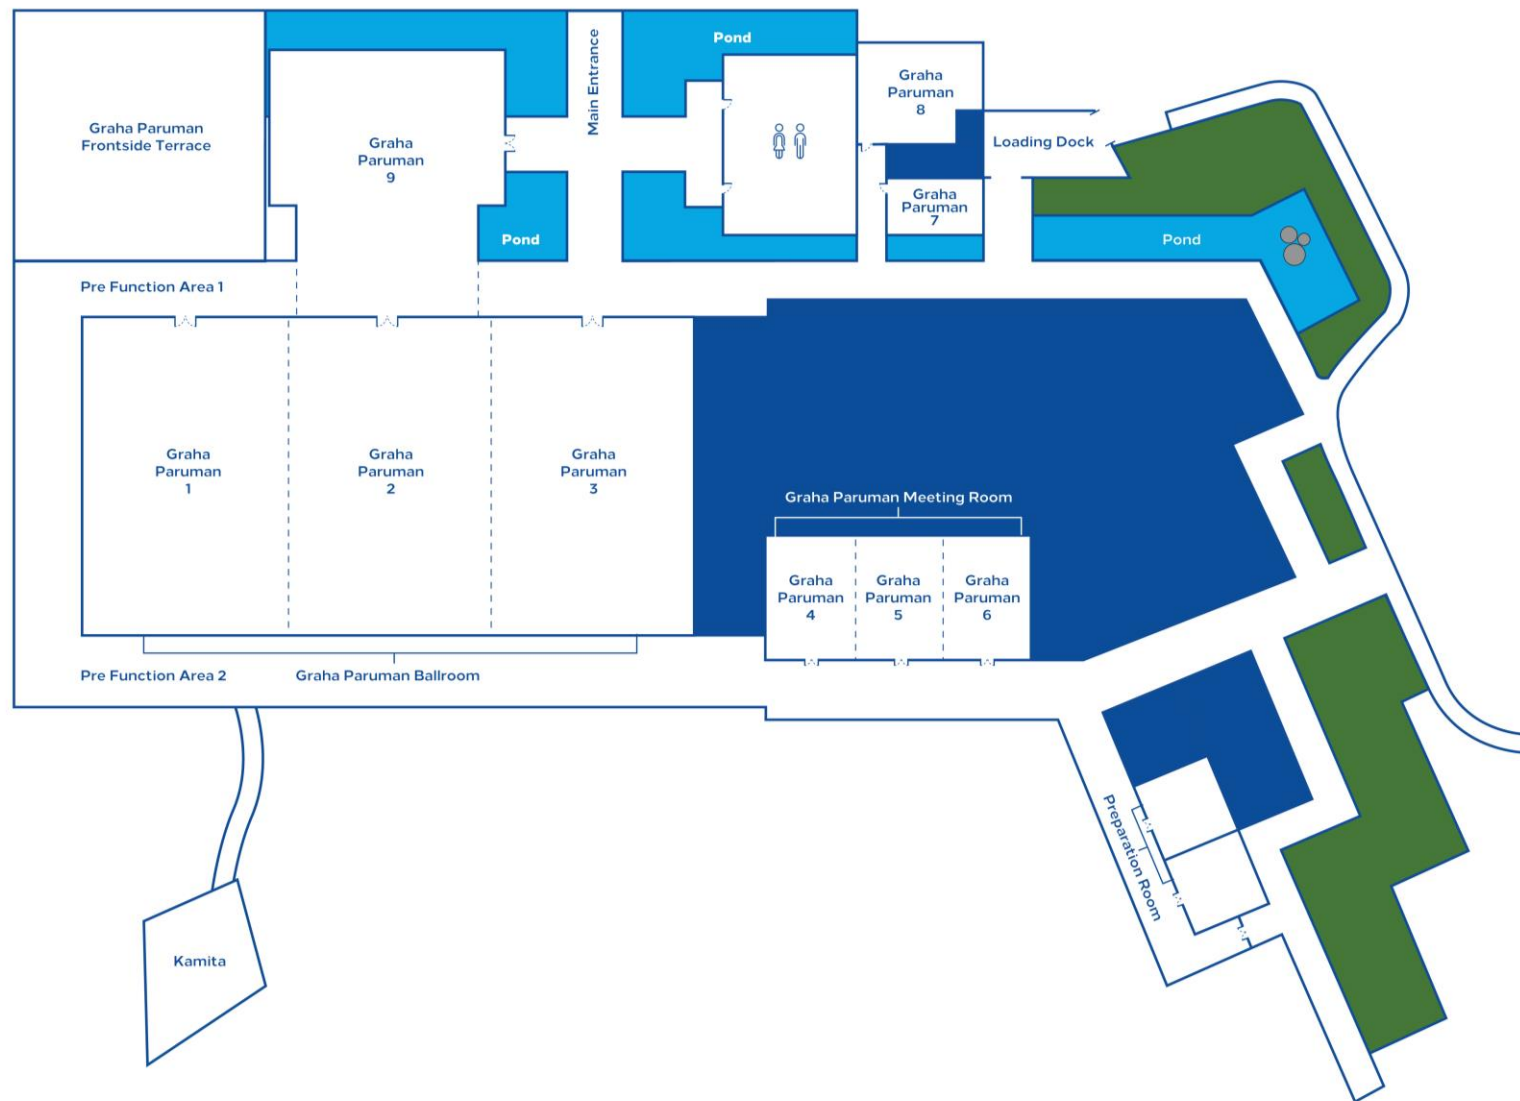 Graha Paruman
Frontside Terrace
Graha
Paruman
9
Main Entrance
Pond
Graha
Paruman
8
Loading Dock
Graha
Paruman
7
Pond
Pond
Pre Function Area 1
Graha
Paruman
1
Graha
Paruman
2
Graha
Paruman
3
Graha Paruman Meeting Room
Graha
Paruman
4
Graha
Paruman
5
Graha
Paruman
6
Pre Function Area 2
Graha Paruman Ballroom
Preparation Room
Kamita